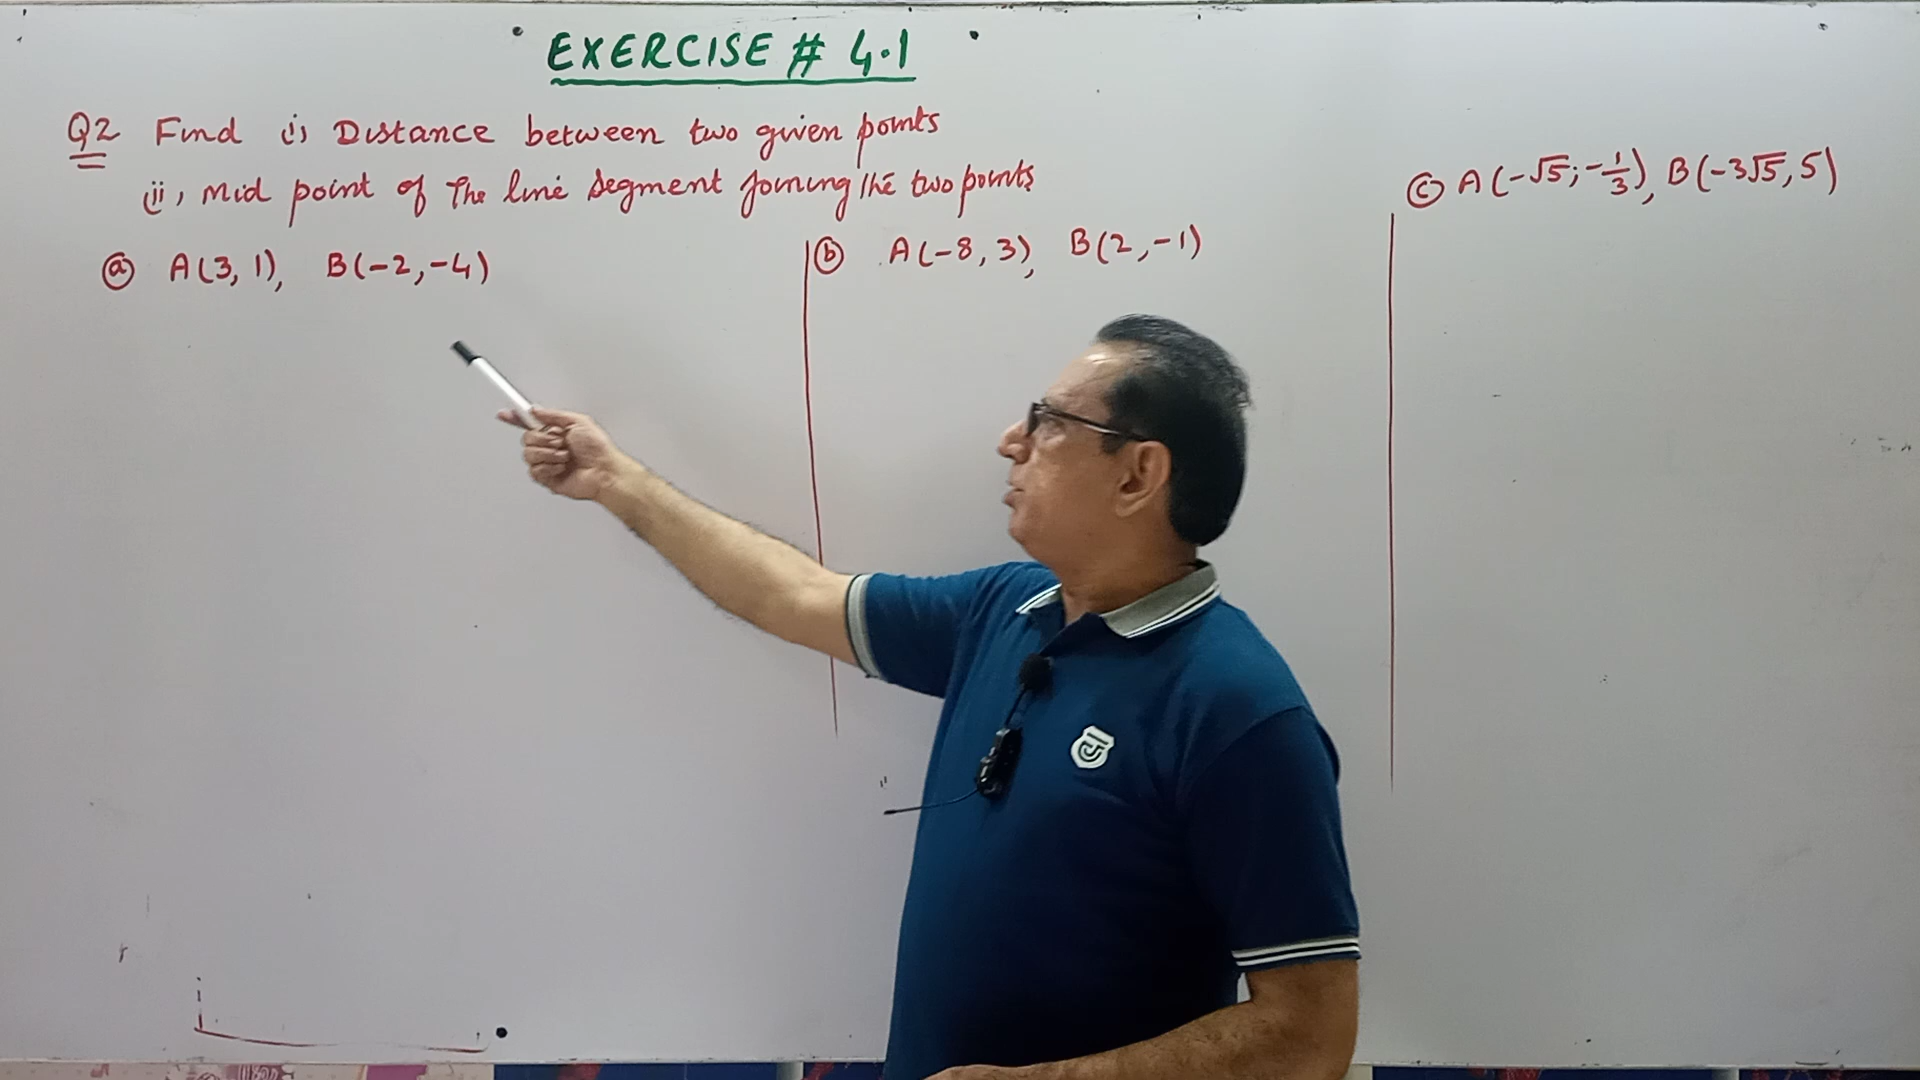 EXERCISE # 4.1
Q2 Find (i) Distance between two given points
(ii), Mid point of The line segment Joining the two points
(a) A(3, 1), B(-2, -4)
(b) A(-8, 3), B(2, -1)
(c) A(-√5, -1/3), B(-3√5, 5)